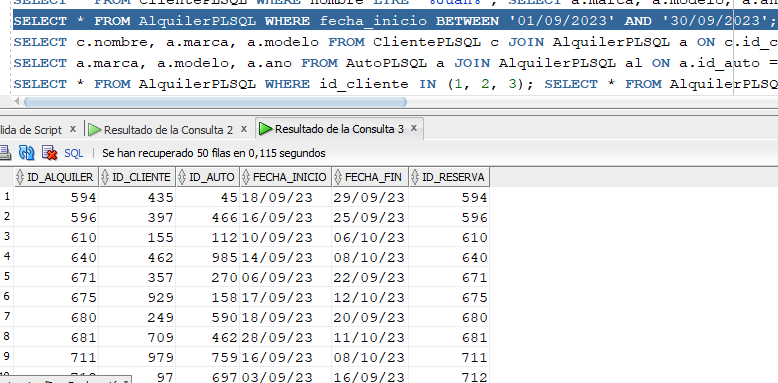 SELECT * FROM ClientePLSQL WHERE nombre LIKE '%Juan%'; SELECT a.marca, a.modelo, a.an
SELECT * FROM AlquilerPLSQL WHERE fecha_inicio BETWEEN '01/09/2023' AND '30/09/2023';
SELECT c.nombre, a.marca, a.modelo FROM ClientePLSQL c JOIN AlquilerPLSQL a ON c.id_c
SELECT a.marca, a.modelo, a.ano FROM AutoPLSQL a JOIN AlquilerPLSQL al ON a.id_auto =
SELECT * FROM AlquilerPLSQL WHERE id_cliente IN (1, 2, 3); SELECT * FROM AlquilerPLSQ
lida de Script x Resultado de la Consulta 2 x Resultado de la Consulta 3 x
SQL | Se han recuperado 50 filas en 0,115 segundos
ID_ALQUILER ID_CLIENTE ID_AUTO FECHA_INICIO FECHA_FIN ID_RESERVA
1 594 435 45 18/09/23 29/09/23 594
2 596 397 466 16/09/23 25/09/23 596
3 610 155 112 10/09/23 06/10/23 610
4 640 462 985 14/09/23 08/10/23 640
5 671 357 270 06/09/23 22/09/23 671
6 675 929 158 17/09/23 12/10/23 675
7 680 249 590 18/09/23 20/09/23 680
8 681 709 462 28/09/23 11/10/23 681
9 711 979 759 16/09/23 08/10/23 711
97 697 03/09/23 16/09/23 712